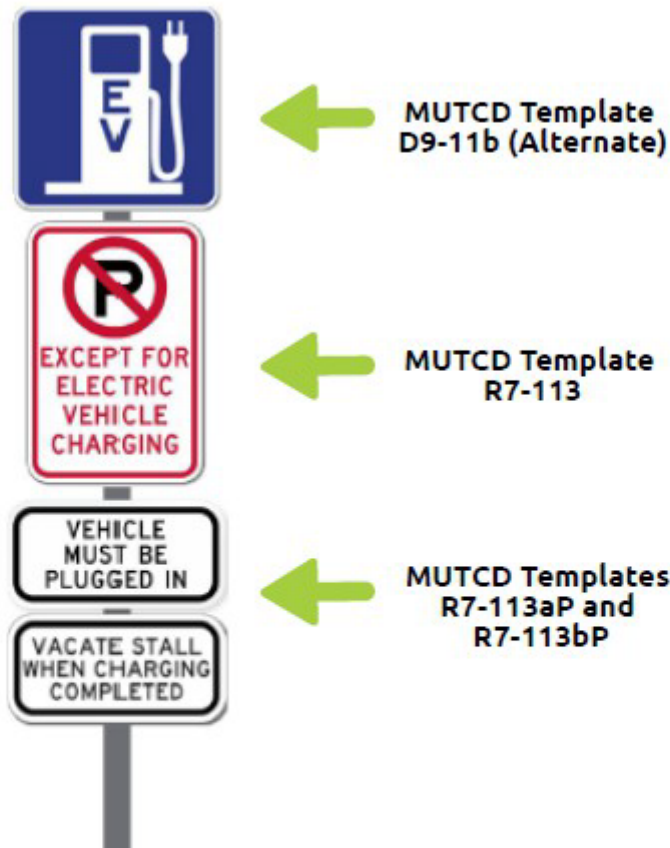 EV
MUTCD Template
D9-11b (Alternate)
P
EXCEPT FOR
ELECTRIC
VEHICLE
CHARGING
MUTCD Template
R7-113
VEHICLE
MUST BE
PLUGGED IN
MUTCD Templates
R7-113aP and
R7-113bP
VACATE STALL
WHEN CHARGING
COMPLETED